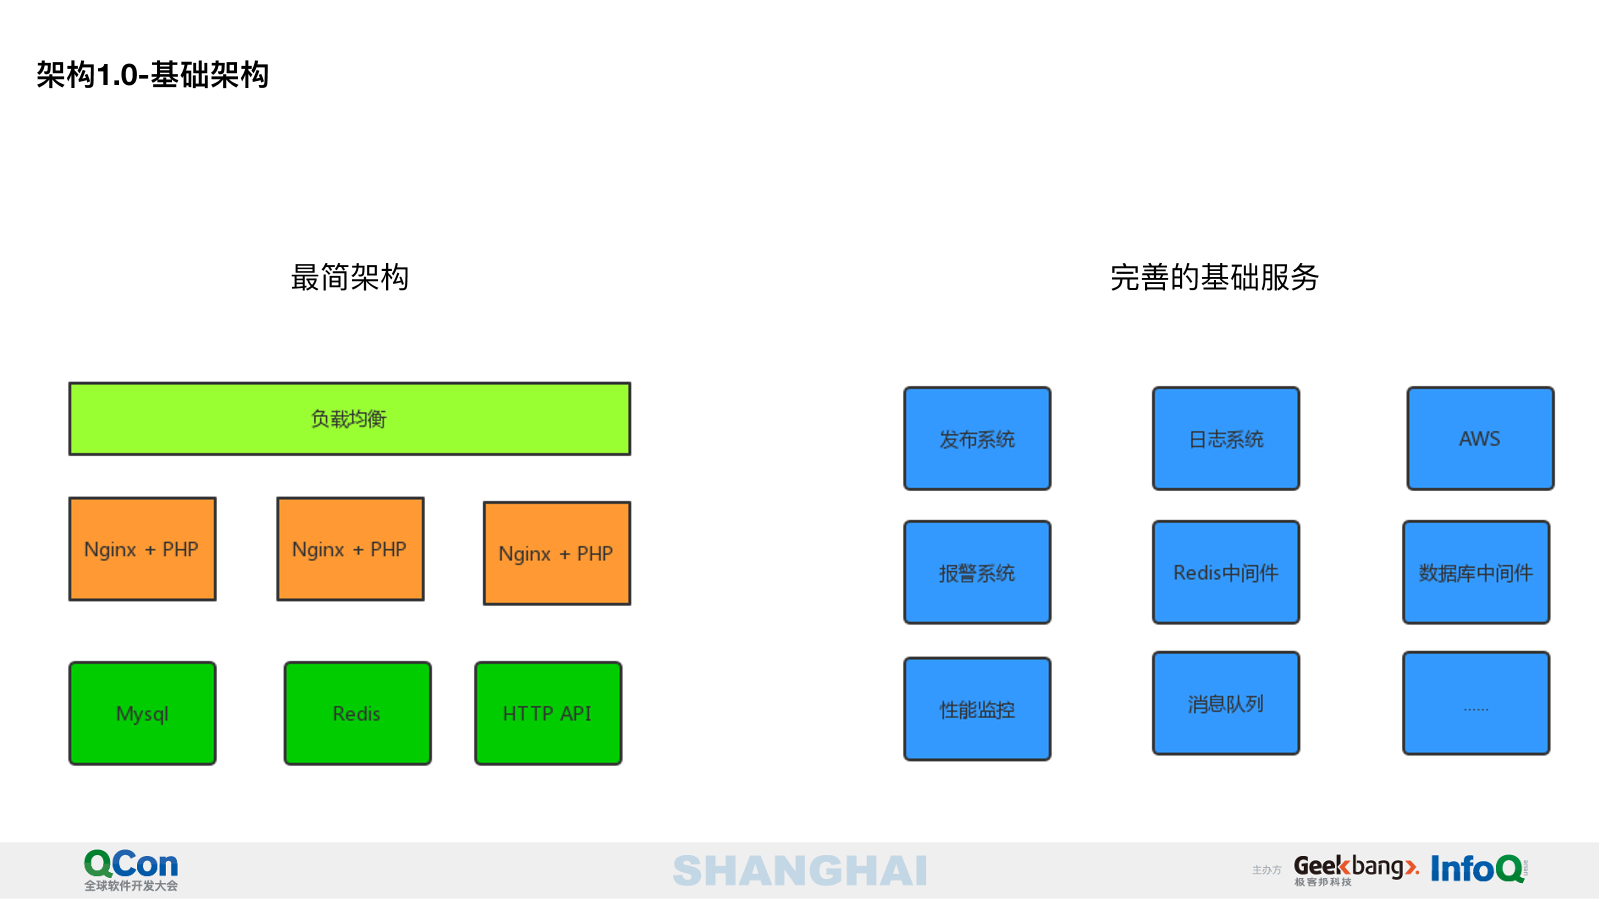 架构1.0-基础架构
最简架构
完善的基础服务
负载均衡
Nginx + PHP
Nginx + PHP
Nginx + PHP
Mysql
Redis
HTTP API
发布系统
日志系统
AWS
报警系统
Redis中间件
数据库中间件
性能监控
消息队列
......
QCon
全球软件开发大会
SHANGHAI
主办方
Geekbang>.
极客邦科技
InfoQ